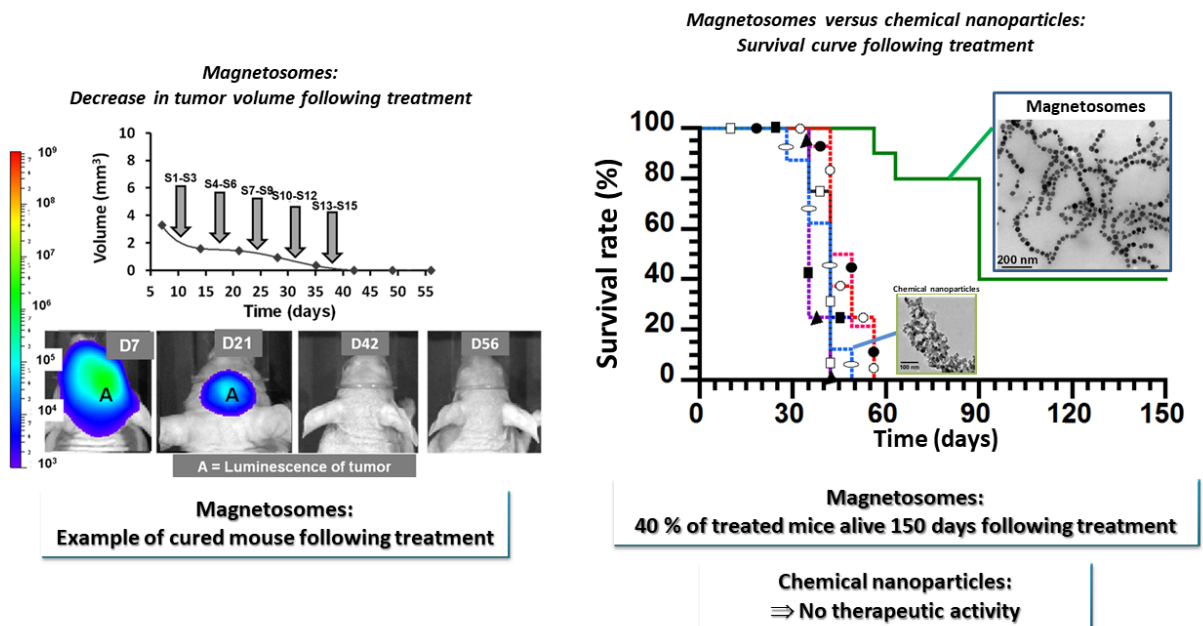 Magnetosomes:
Decrease in tumor volume following treatment
10
8
6
4
2
0
Volume (mm³)
S1-S3
S4-S6
S7-S9
S10-S12
S13-S15
5 10 15 20 25 30 35 40 45 50 55
Time (days)
10⁹
10⁸
10⁷
10⁶
10⁵
10⁴
10³
D7
D21
D42
D56
A
A
A = Luminescence of tumor
Magnetosomes:
Example of cured mouse following treatment
Magnetosomes versus chemical nanoparticles:
Survival curve following treatment
100
80
60
40
20
0
Survival rate (%)
Magnetosomes
200 nm
Chemical nanoparticles
100 nm
0 30 60 90 120 150
Time (days)
Magnetosomes:
40 % of treated mice alive 150 days following treatment
Chemical nanoparticles:
⇒ No therapeutic activity